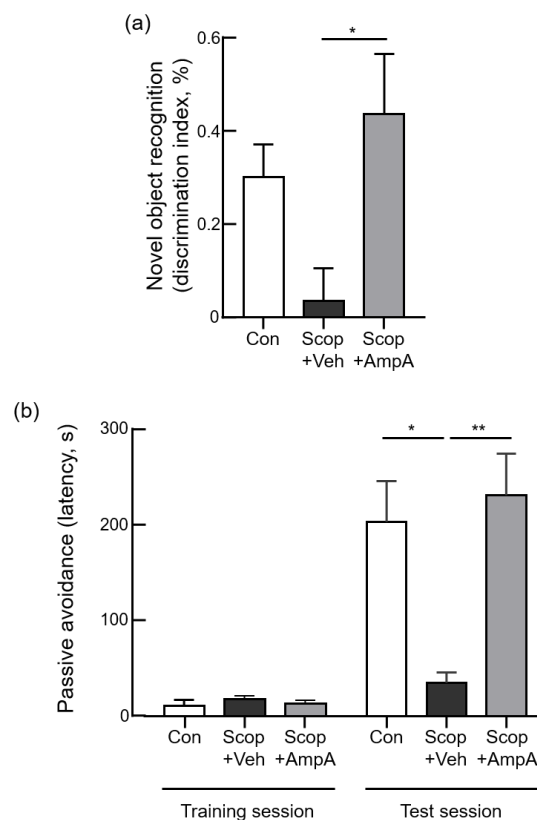 (a)
Novel object recognition
(discrimination index, %)
0.6
0.4
0.2
0
*
Con
Scop
+Veh
Scop
+AmpA
(b)
Passive avoidance (latency, s)
300
200
100
0
*
**
Con
Scop
+Veh
Scop
+AmpA
Con
Scop
+Veh
Scop
+AmpA
Training session
Test session